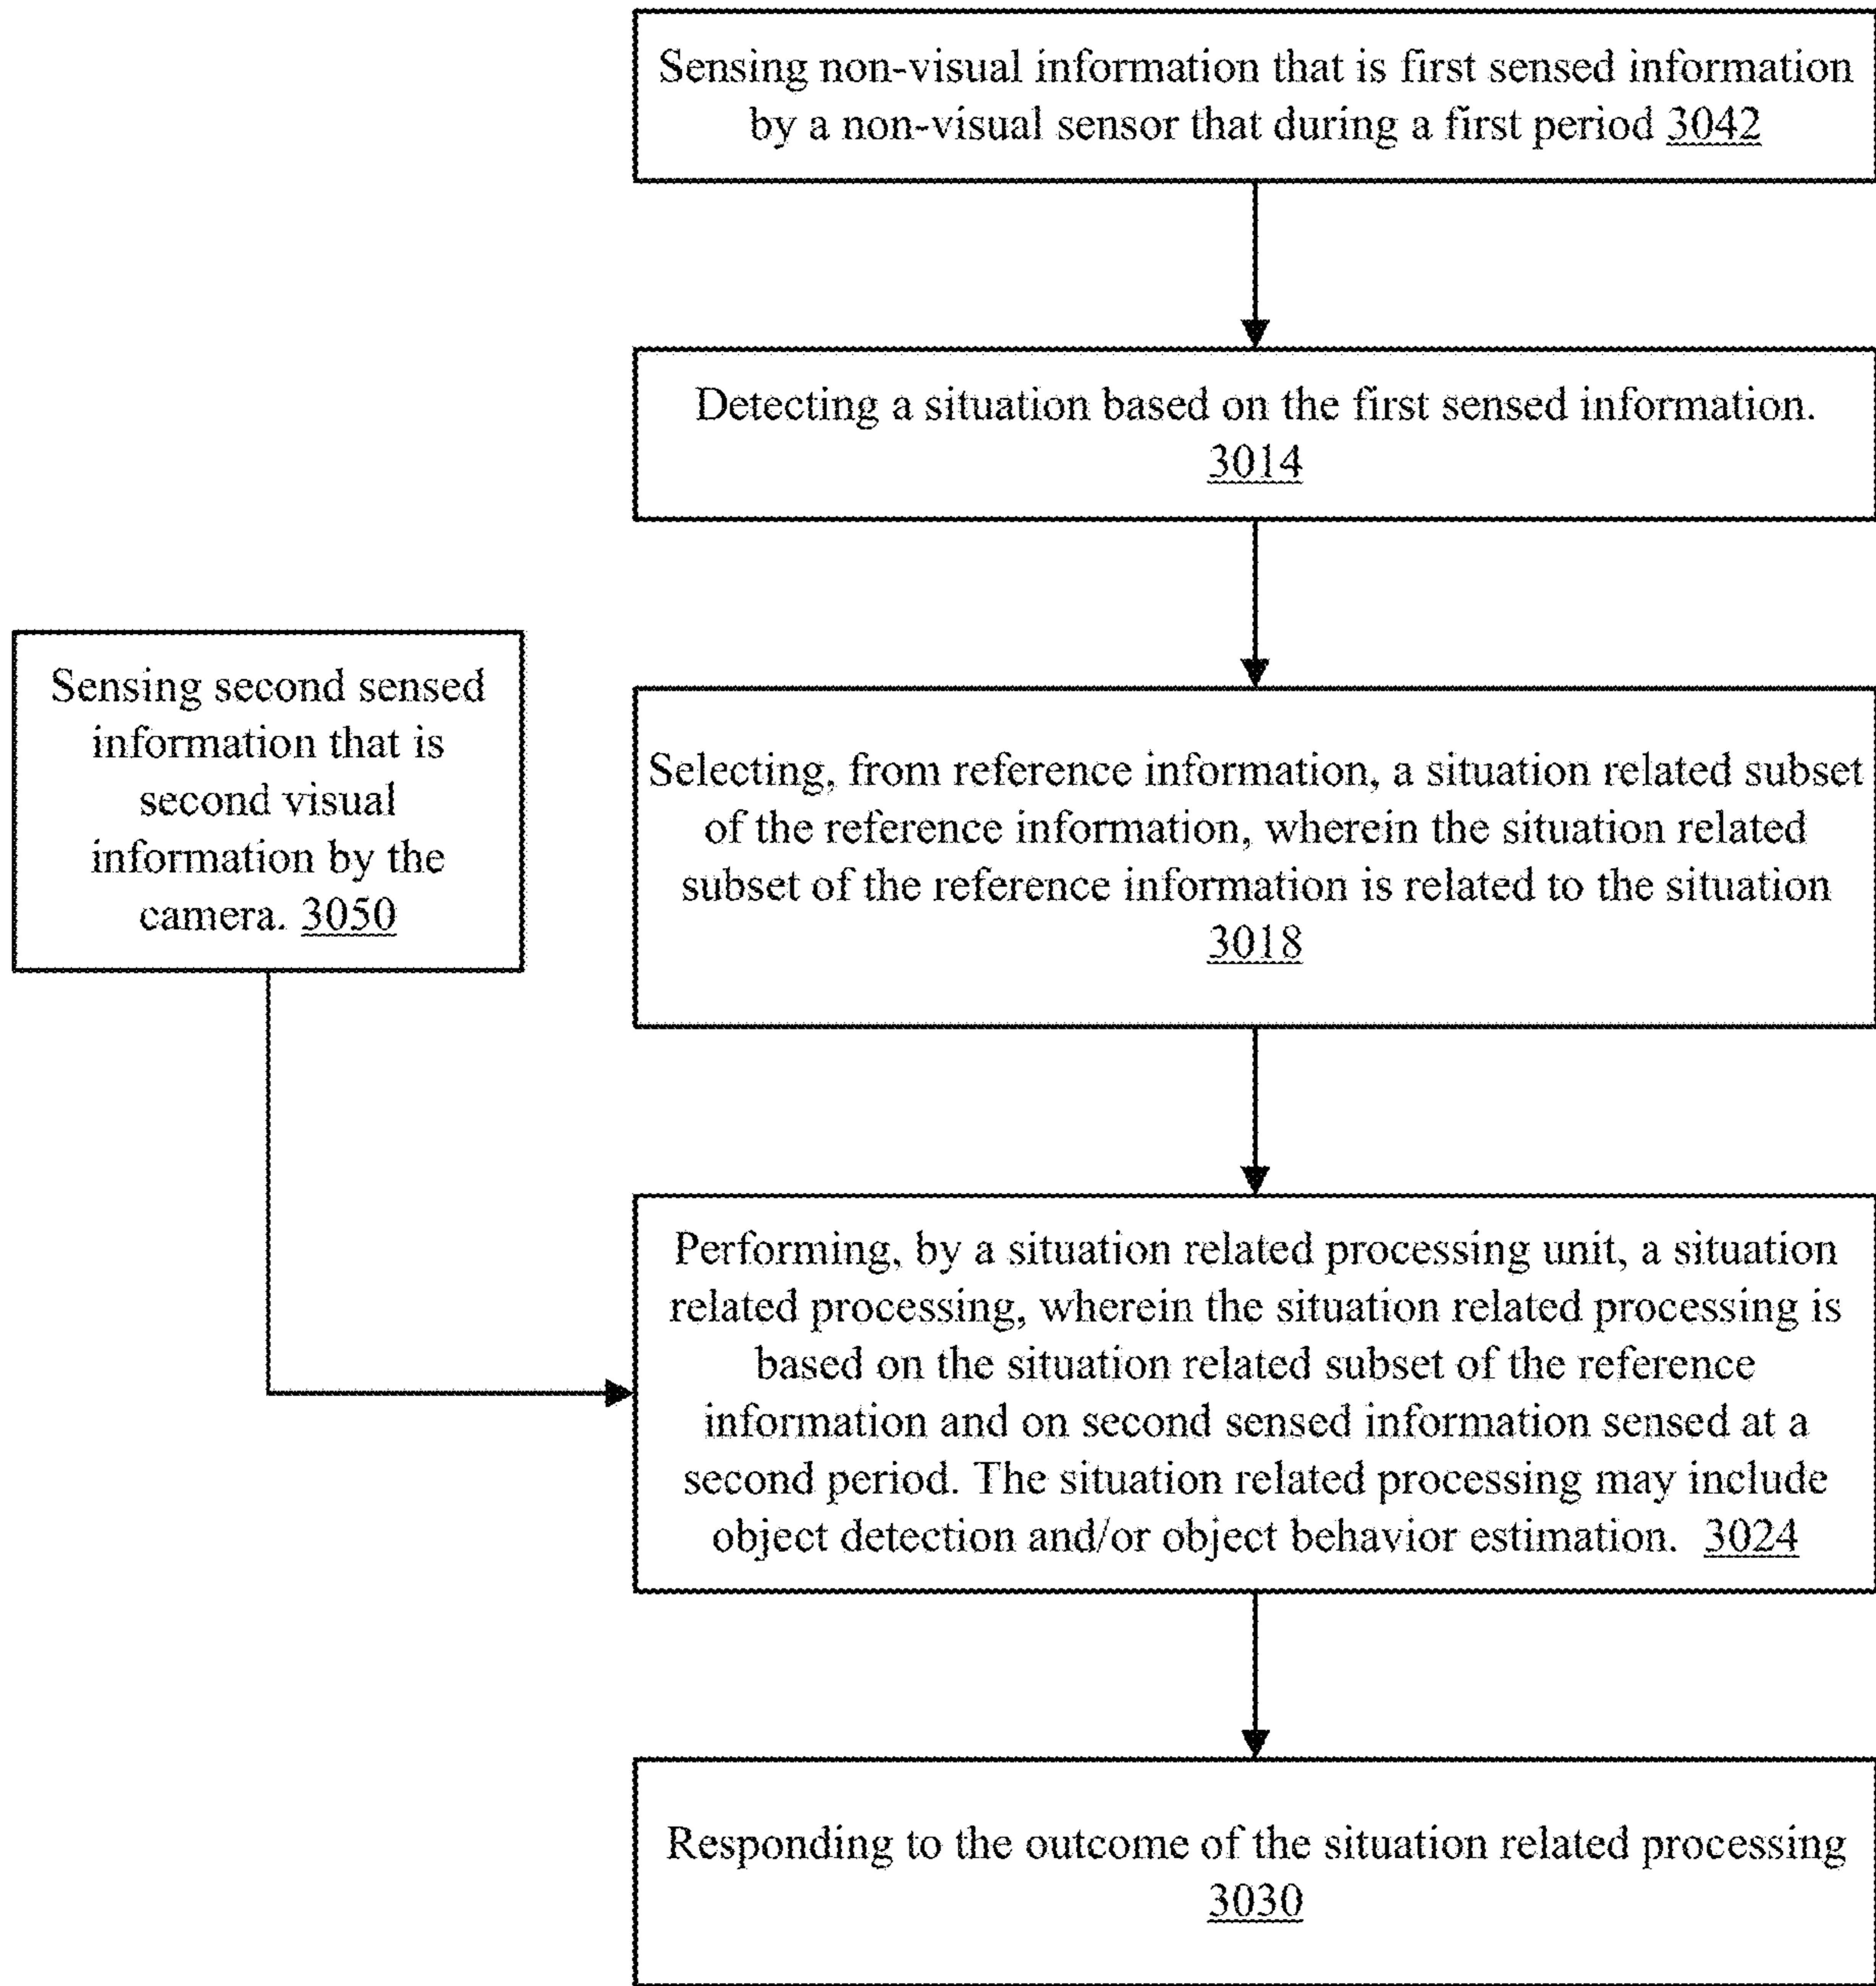 Sensing non-visual information that is first sensed information
by a non-visual sensor that during a first period 3042
Detecting a situation based on the first sensed information.
3014
Sensing second sensed
information that is
second visual
information by the
camera. 3050
Selecting, from reference information, a situation related subset
of the reference information, wherein the situation related
subset of the reference information is related to the situation
3018
Performing, by a situation related processing unit, a situation
related processing, wherein the situation related processing is
based on the situation related subset of the reference
information and on second sensed information sensed at a
second period. The situation related processing may include
object detection and/or object behavior estimation. 3024
Responding to the outcome of the situation related processing
3030